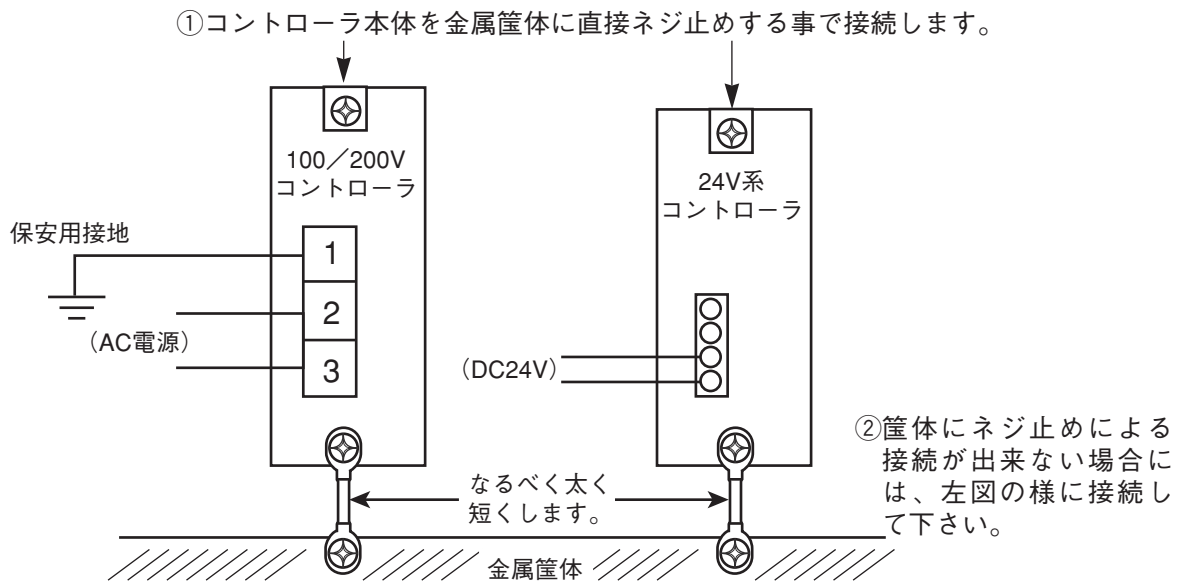 ①コントローラ本体を金属筐体に直接ネジ止めする事で接続します。
100／200V
コントローラ
24V系
コントローラ
保安用接地
1
2
3
（AC電源）
（DC24V）
②筐体にネジ止めによる
接続が出来ない場合に
は、左図の様に接続し
て下さい。
なるべく太く
短くします。
金属筐体